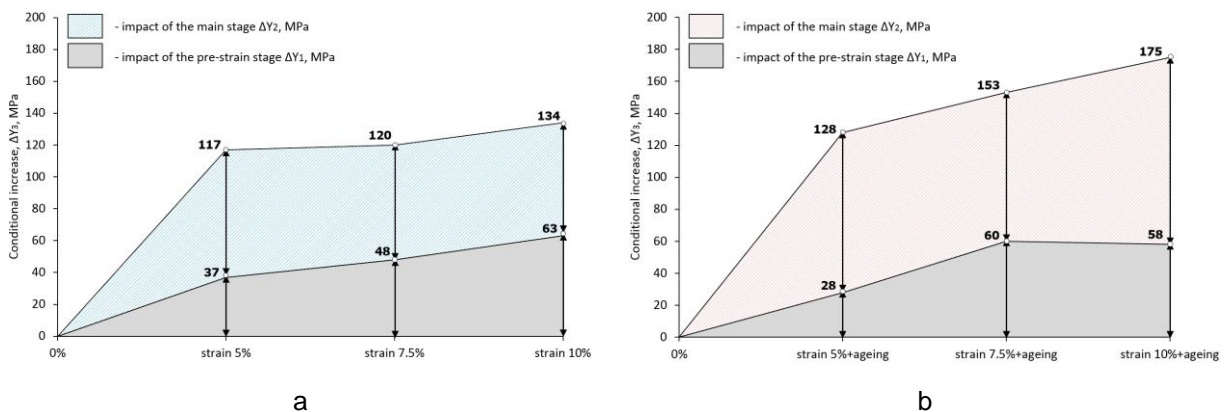 200
180
160
140
120
100
80
60
40
20
0
Conditional increase, ΔY3, MPa
- impact of the main stage ΔY2, MPa
- impact of the pre-strain stage ΔY1, MPa
117
120
134
37
48
63
0%
strain 5%
strain 7.5%
strain 10%
a
200
180
160
140
120
100
80
60
40
20
0
Conditional increase, ΔY3, MPa
- impact of the main stage ΔY2, MPa
- impact of the pre-strain stage ΔY1, MPa
128
153
175
28
60
58
0%
strain 5%+ageing
strain 7.5%+ageing
strain 10%+ageing
b